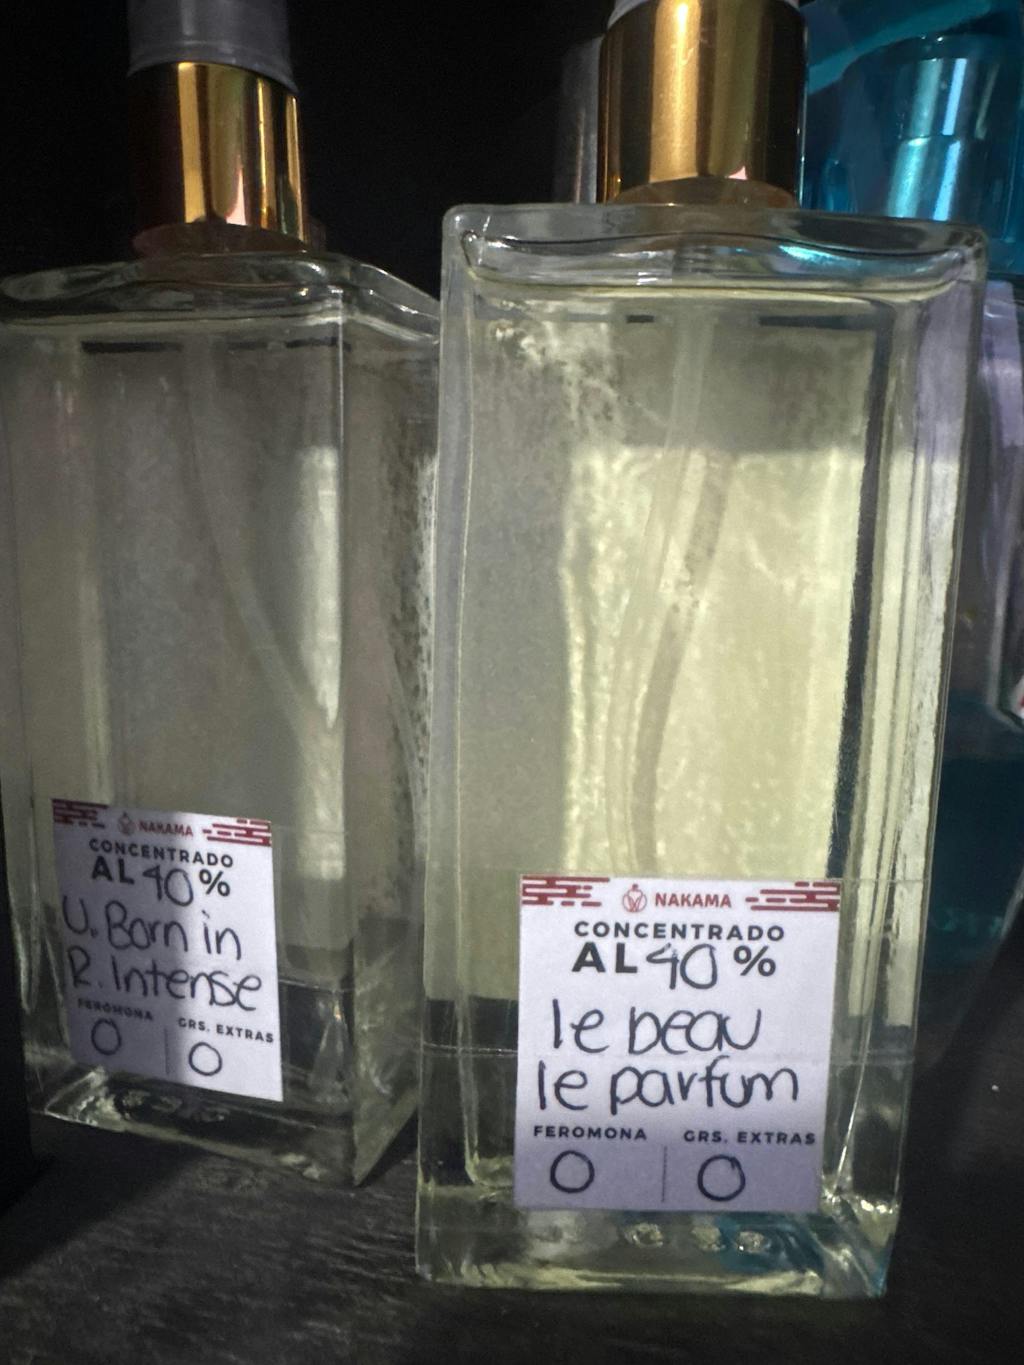 NAKAMA
CONCENTRADO
AL 40%
U. Born in
R. Intense
FEROMONA
GRS. EXTRAS
0
0
NAKAMA
CONCENTRADO
AL 40%
le beau
le parfum
FEROMONA
GRS. EXTRAS
0
0